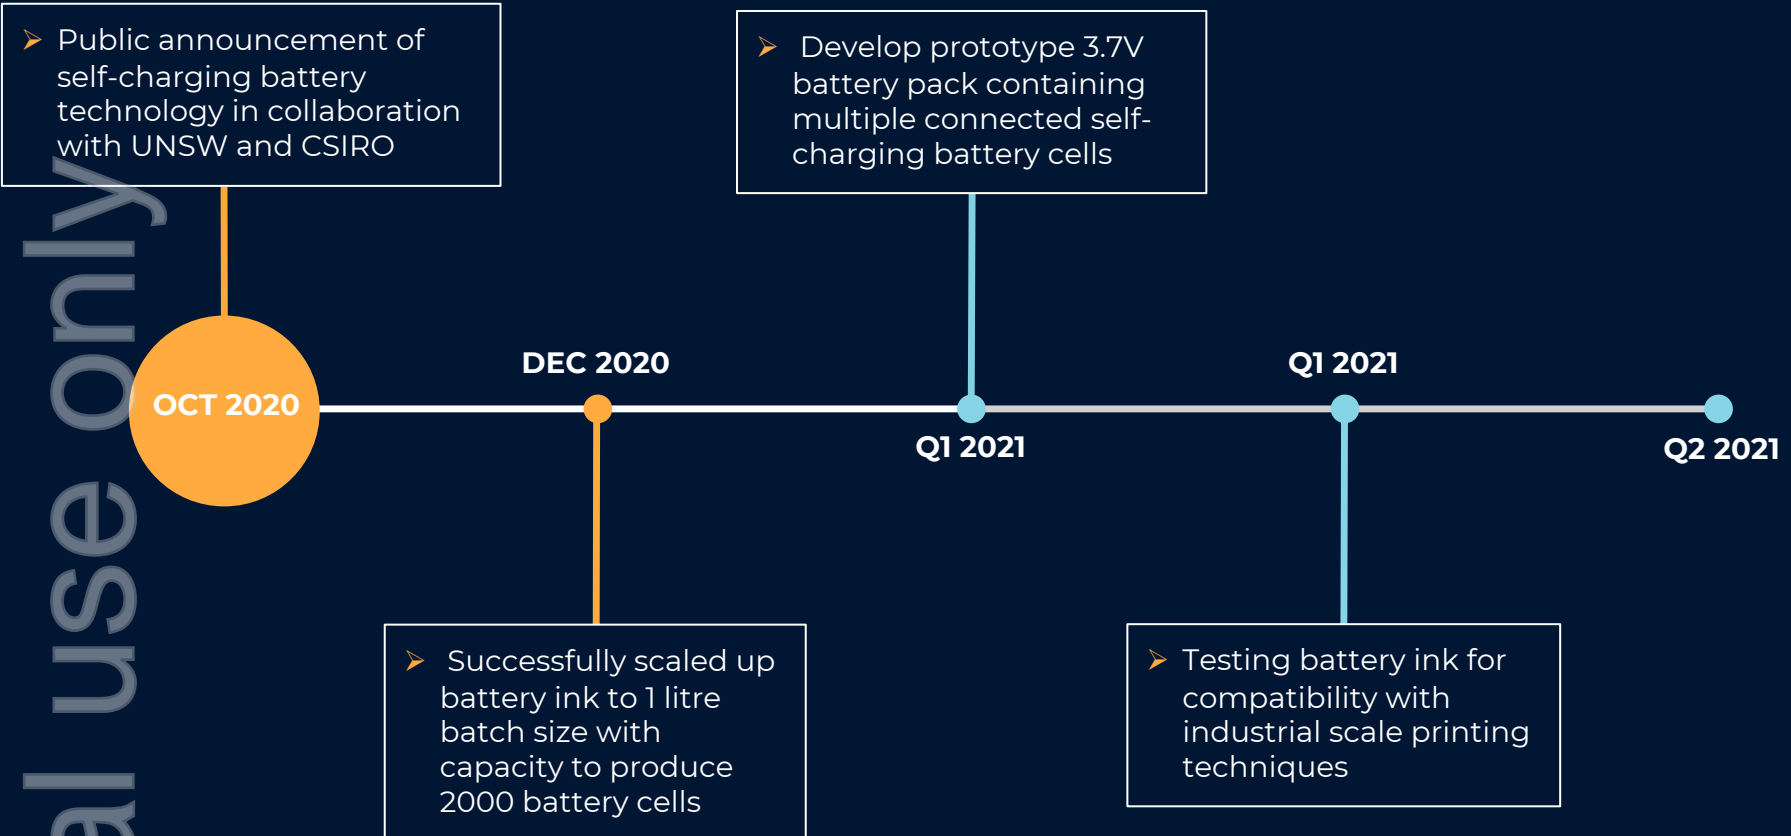 ➢ Public announcement of
self-charging battery
technology in collaboration
with UNSW and CSIRO
➢ Develop prototype 3.7V
battery pack containing
multiple connected self-
charging battery cells
OCT 2020
DEC 2020
Q1 2021
Q1 2021
Q2 2021
➢ Successfully scaled up
battery ink to 1 litre
batch size with
capacity to produce
2000 battery cells
➢ Testing battery ink for
compatibility with
industrial scale printing
techniques
al use only